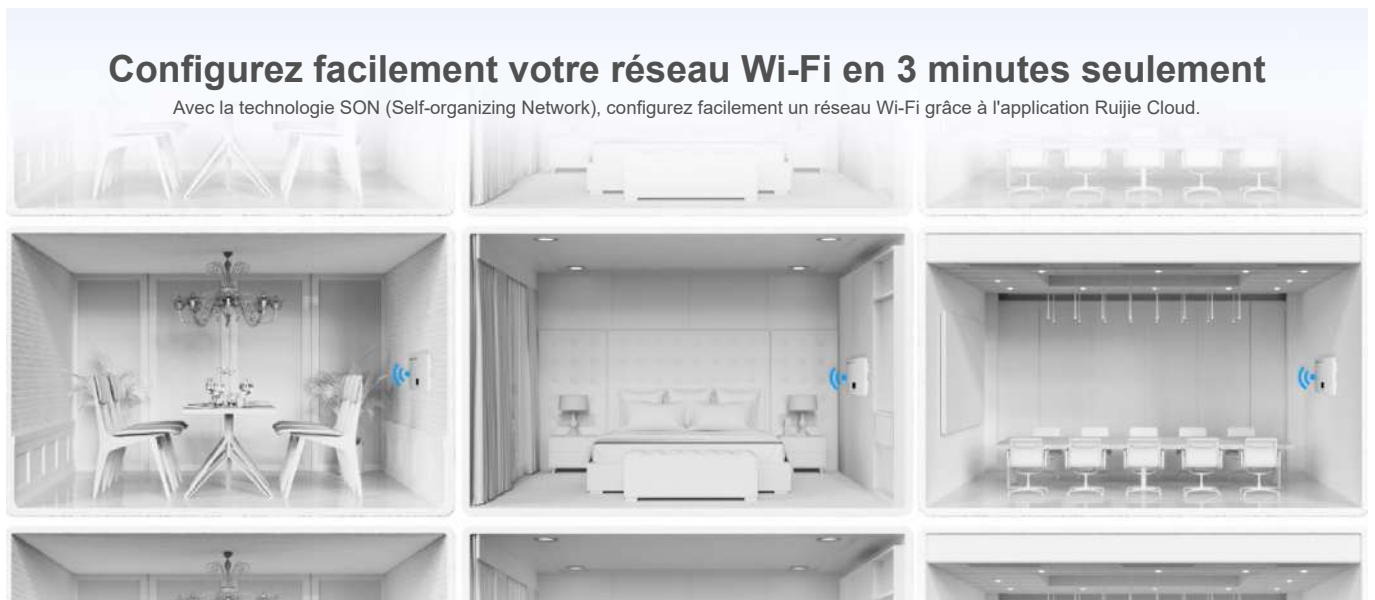 Configurez facilement votre réseau Wi-Fi en 3 minutes seulement
Avec la technologie SON (Self-organizing Network), configurez facilement un réseau Wi-Fi grâce à l'application Ruijie Cloud.